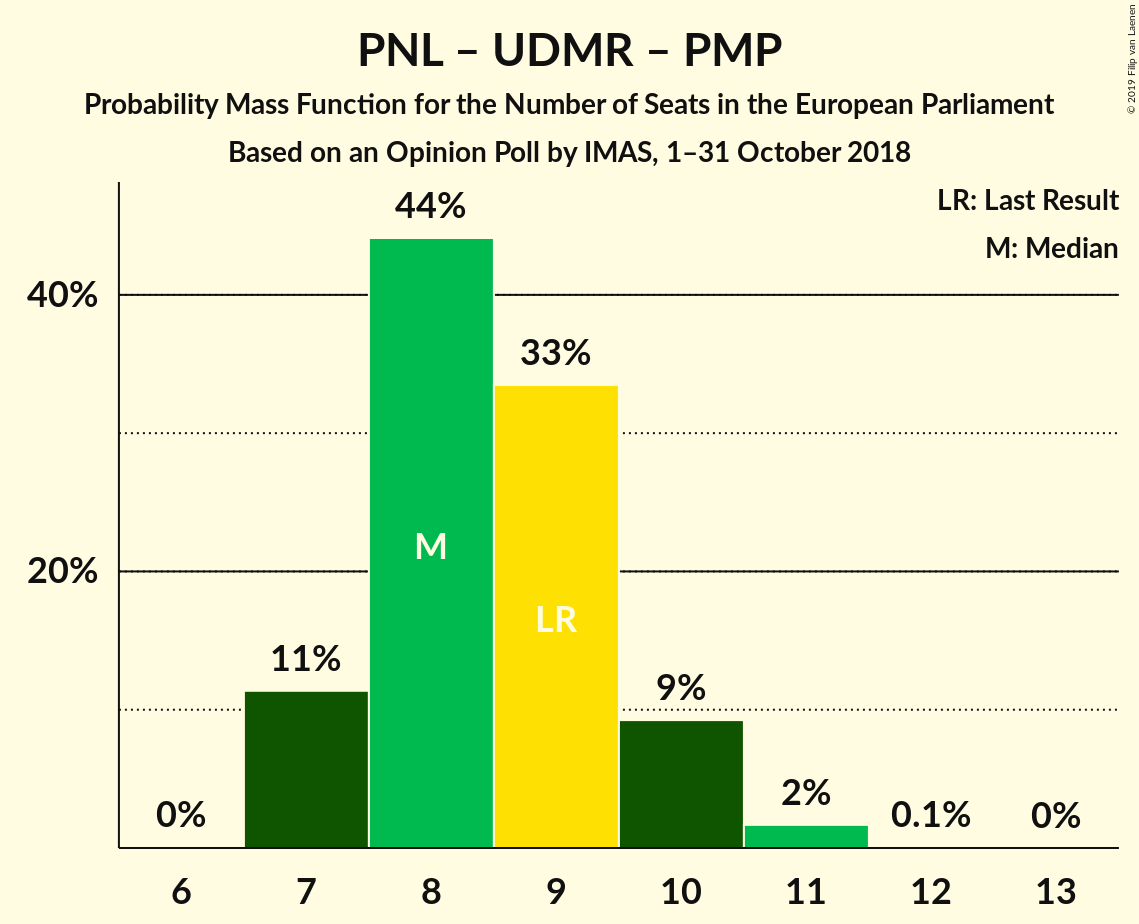 PNL – UDMR – PMP
Probability Mass Function for the Number of Seats in the European Parliament
Based on an Opinion Poll by IMAS, 1–31 October 2018
© 2019 Filip van Laenen
LR: Last Result
M: Median
44%
40%
33%
M
20%
LR
11%
9%
0%
2%
0.1%
0%
6 7 8 9 10 11 12 13